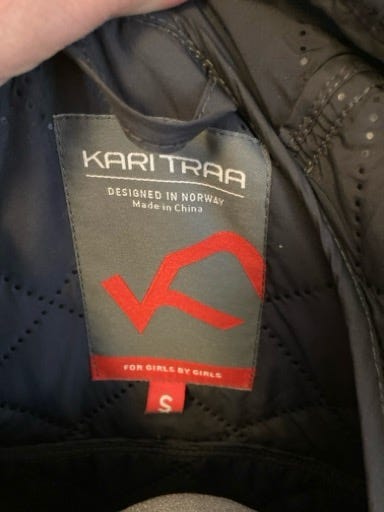 KARI TRAA
DESIGNED IN NORWAY
Made in China
FOR GIRLS BY GIRLS
S